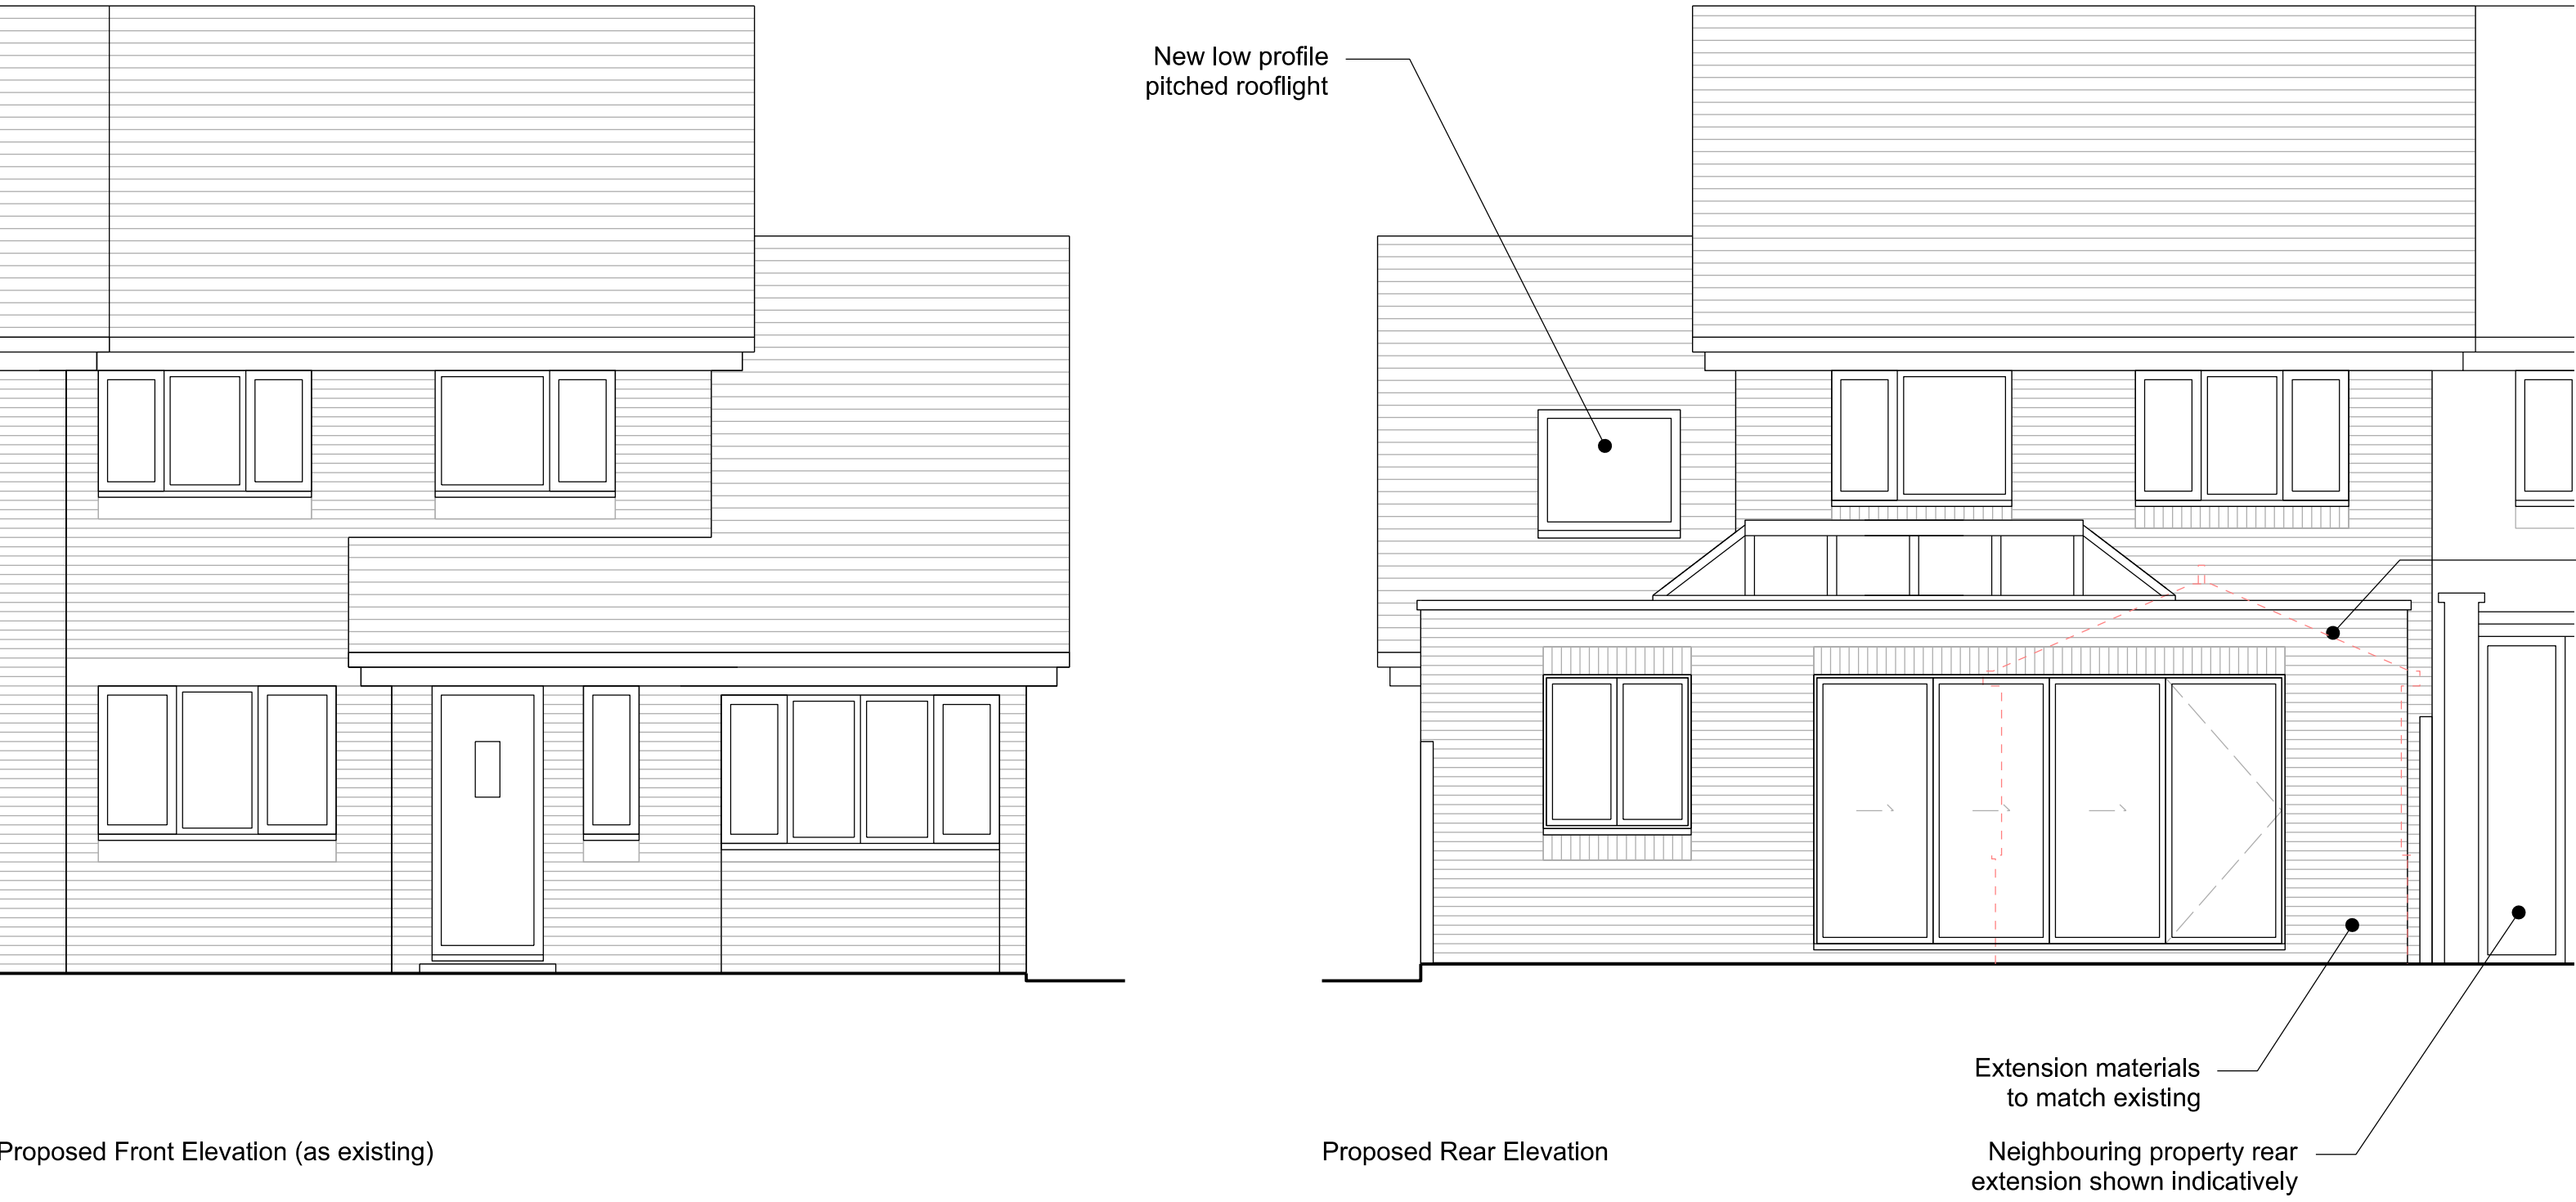 New low profile
pitched rooflight
Extension materials
to match existing
Proposed Front Elevation (as existing)
Proposed Rear Elevation
Neighbouring property rear
extension shown indicatively